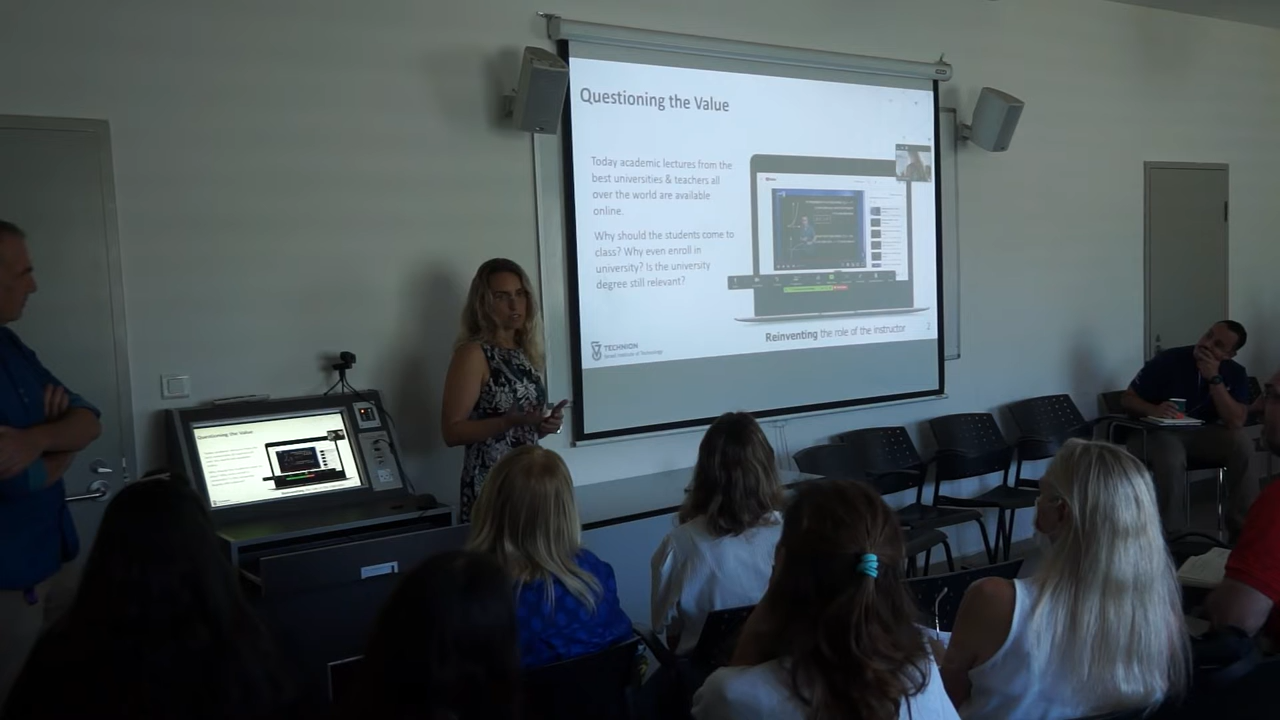 Questioning the Value
Today academic lectures from the
best universities & teachers all
over the world are available
online.
Why should the students come to
class? Why even enroll in
university? Is the university
degree still relevant?
Reinventing the role of the instructor
TECHNION
Israel Institute of Technology
Questioning the Value